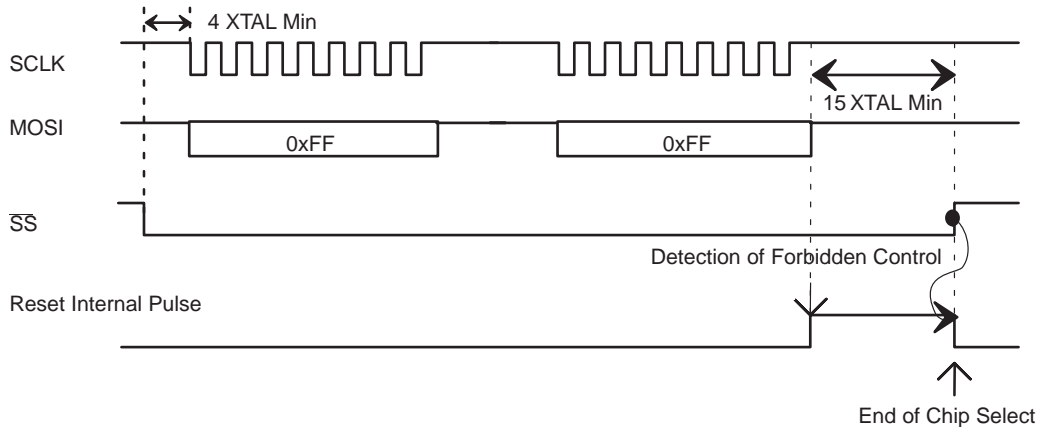 4 XTAL Min
SCLK
15 XTAL Min
MOSI
0xFF 0xFF
SS
Detection of Forbidden Control
Reset Internal Pulse
End of Chip Select